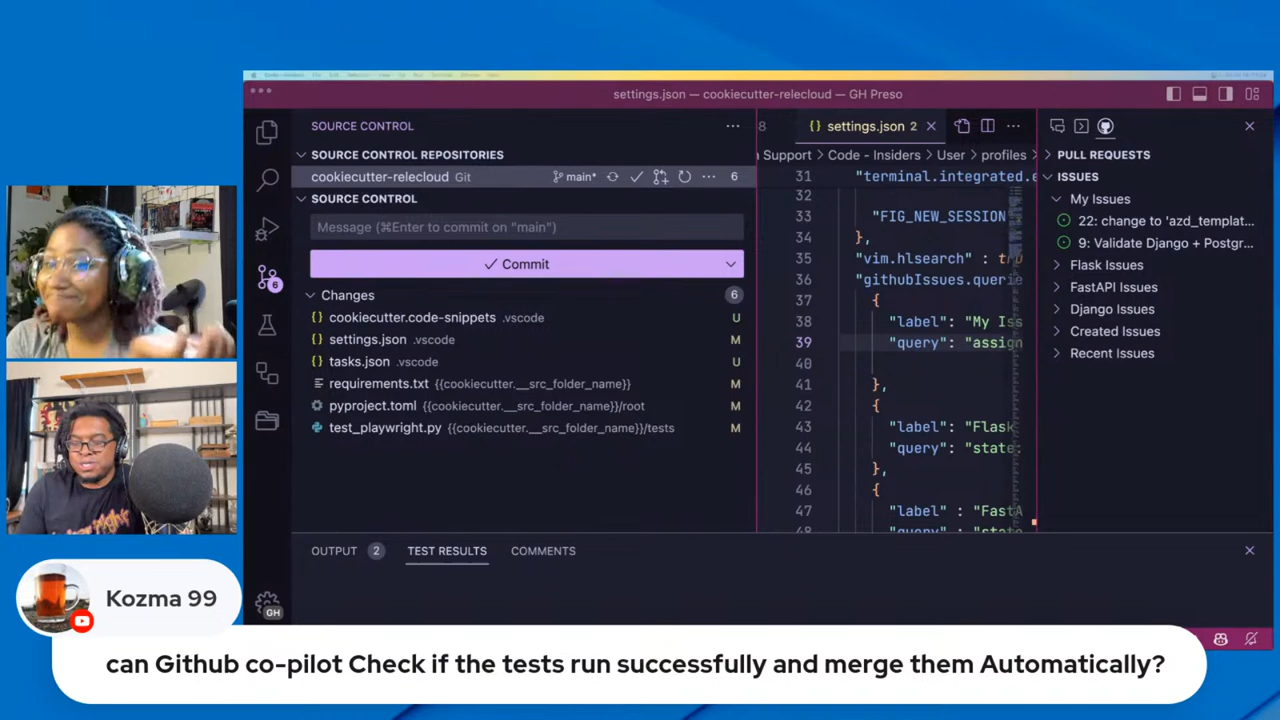 settings.json — cookiecutter-relecloud — GH Preso
SOURCE CONTROL
SOURCE CONTROL REPOSITORIES
cookiecutter-relecloud Git
main*
6
SOURCE CONTROL
Message (⌘Enter to commit on "main")
Commit
Changes
6
cookiecutter.code-snippets .vscode U
settings.json .vscode M
tasks.json .vscode U
requirements.txt {{cookiecutter.__src_folder_name}} M
pyproject.toml {{cookiecutter.__src_folder_name}}/root M
test_playwright.py {{cookiecutter.__src_folder_name}}/tests M
6
GH
8
{} settings.json 2
Support > Code - Insiders > User > profiles >
31 "terminal.integrated.e
32
33 "FIG_NEW_SESSION
34 },
35 "vim.hlsearch" :
36 "githubIssues.querie
37 {
38 "label": "My Iss
39 "query": "assign
40
41 },
42 {
43 "label": "Flask
44 "query": "state:
45 },
46 {
47 "label" : "FastA
48 "query": "state
PULL REQUESTS
ISSUES
My Issues
22: change to 'azd_templat...
9: Validate Django + Postgr...
Flask Issues
FastAPI Issues
Django Issues
Created Issues
Recent Issues
OUTPUT 2
TEST RESULTS
COMMENTS
Kozma 99
can Github co-pilot Check if the tests run successfully and merge them Automatically?